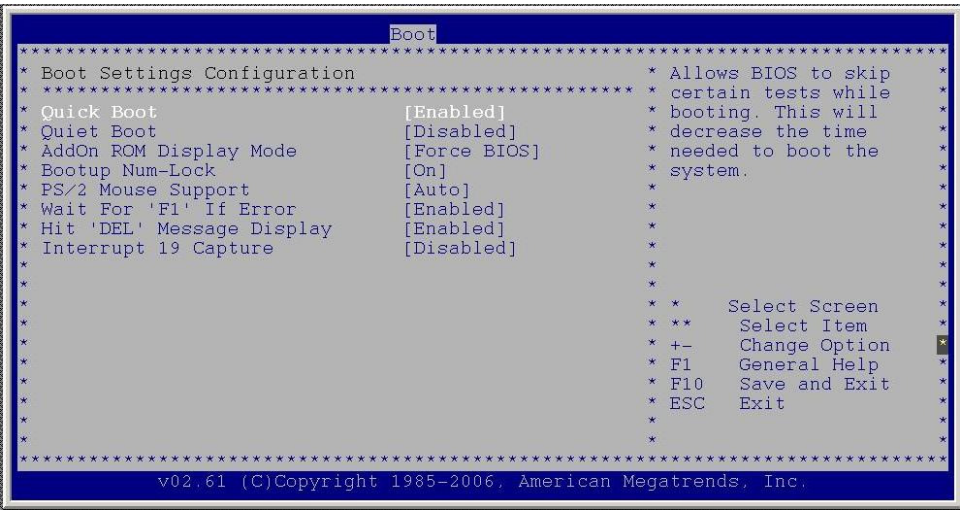 Boot
********************************************************************************
* Boot Settings Configuration * Allows BIOS to skip *
* *************************************************** * certain tests while *
* Quick Boot [Enabled] * booting. This will *
* Quiet Boot [Disabled] * decrease the time *
* AddOn ROM Display Mode [Force BIOS] * needed to boot the *
* Bootup Num-Lock [On] * system. *
* PS/2 Mouse Support [Auto] * *
* Wait For 'F1' If Error [Enabled] * *
* Hit 'DEL' Message Display [Enabled] * *
* Interrupt 19 Capture [Disabled] * *
* * *
* * *
* * * Select Screen *
* * ** Select Item *
* * +- Change Option *
* * F1 General Help *
* * F10 Save and Exit *
* * ESC Exit *
* * *
* * *
********************************************************************************
v02.61 (C)Copyright 1985-2006, American Megatrends, Inc.